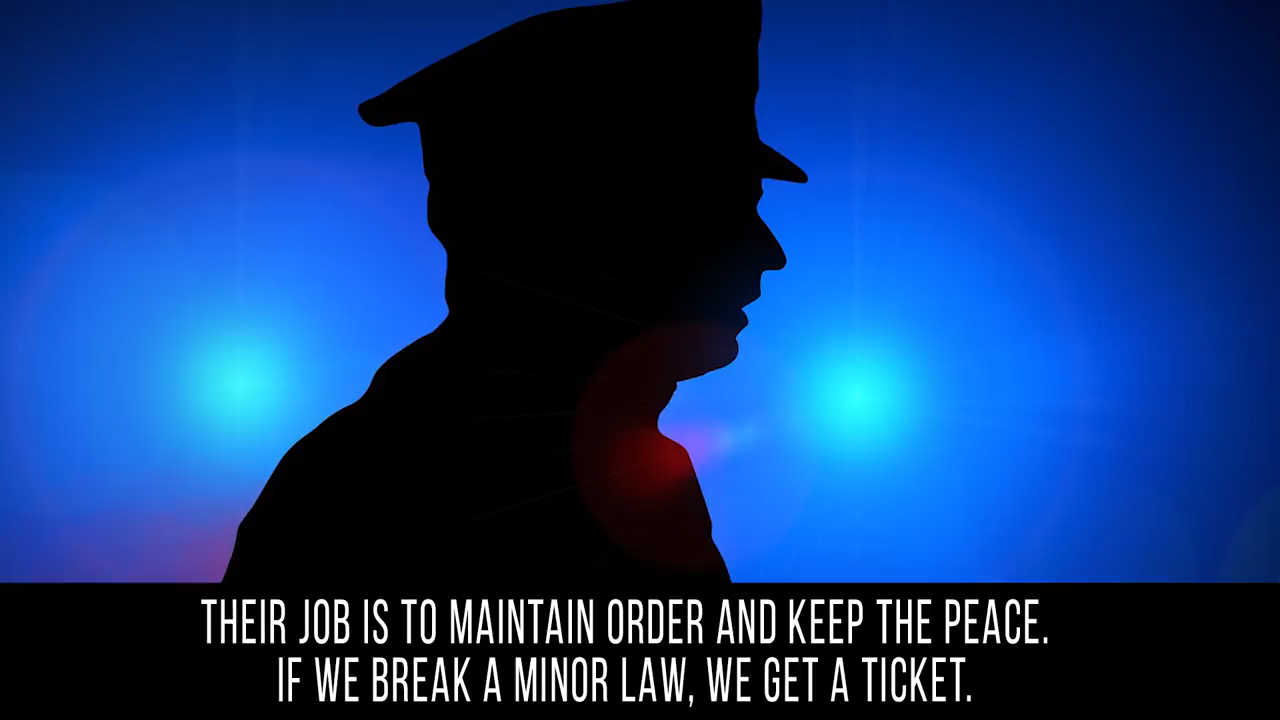 THEIR JOB IS TO MAINTAIN ORDER AND KEEP THE PEACE.
IF WE BREAK A MINOR LAW, WE GET A TICKET.